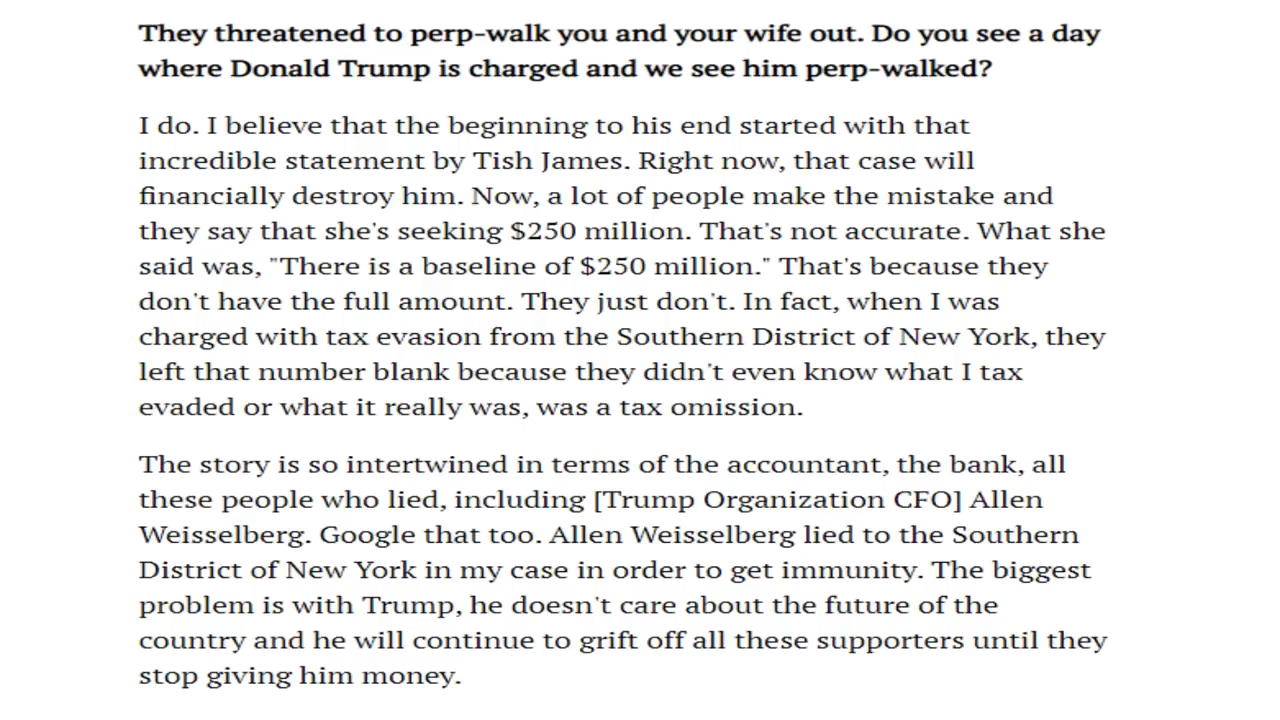 They threatened to perp-walk you and your wife out. Do you see a day
where Donald Trump is charged and we see him perp-walked?
I do. I believe that the beginning to his end started with that
incredible statement by Tish James. Right now, that case will
financially destroy him. Now, a lot of people make the mistake and
they say that she's seeking $250 million. That's not accurate. What she
said was, "There is a baseline of $250 million." That's because they
don't have the full amount. They just don't. In fact, when I was
charged with tax evasion from the Southern District of New York, they
left that number blank because they didn't even know what I tax
evaded or what it really was, was a tax omission.
The story is so intertwined in terms of the accountant, the bank, all
these people who lied, including [Trump Organization CFO] Allen
Weisselberg. Google that too. Allen Weisselberg lied to the Southern
District of New York in my case in order to get immunity. The biggest
problem is with Trump, he doesn't care about the future of the
country and he will continue to grift off all these supporters until they
stop giving him money.